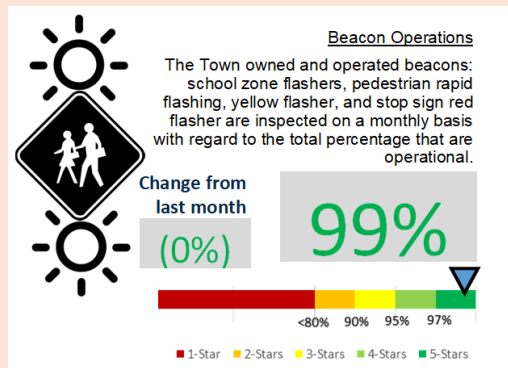 Beacon Operations
The Town owned and operated beacons:
school zone flashers, pedestrian rapid
flashing, yellow flasher, and stop sign red
flasher are inspected on a monthly basis
with regard to the total percentage that are
operational.
Change from
last month
(0%)
99%
<80% 90% 95% 97%
1-Star 2-Stars 3-Stars 4-Stars 5-Stars